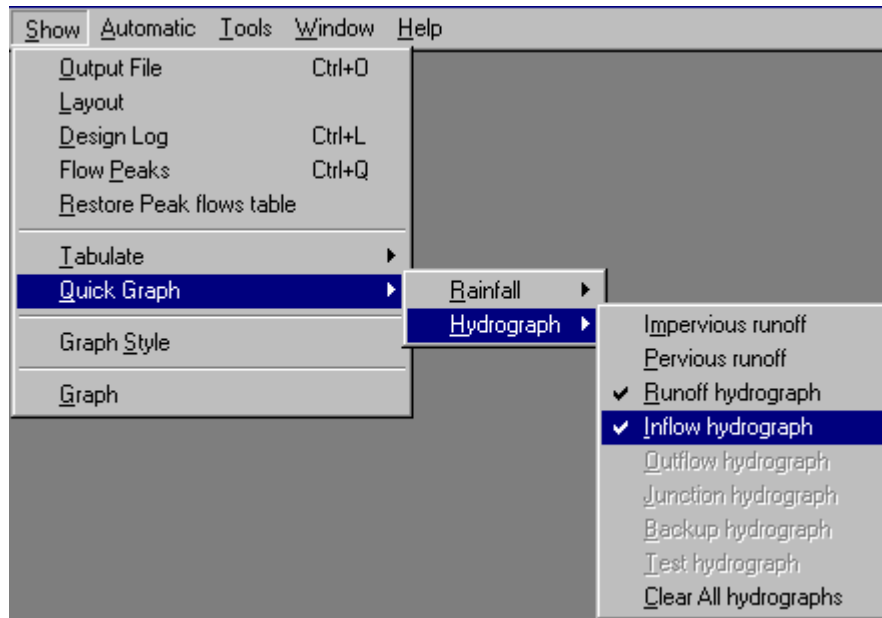 Show Automatic Tools Window Help
Output File Ctrl+O
Layout
Design Log Ctrl+L
Flow Peaks Ctrl+Q
Restore Peak flows table
Tabulate
Quick Graph
Graph Style
Graph
Rainfall
Hydrograph
Impervious runoff
Pervious runoff
Runoff hydrograph
Inflow hydrograph
Outflow hydrograph
Junction hydrograph
Backup hydrograph
Test hydrograph
Clear All hydrographs